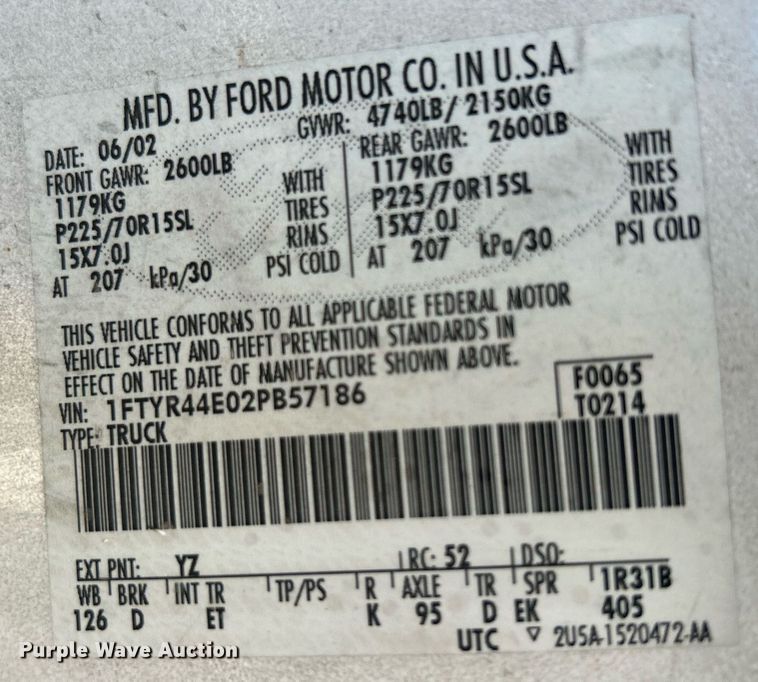 MFD. BY FORD MOTOR CO. IN U.S.A.
DATE: 06/02 GVWR: 4740LB/ 2150KG
FRONT GAWR: 2600LB REAR GAWR: 2600LB
1179KG WITH 1179KG WITH
P225/70R15SL TIRES P225/70R15SL TIRES
15X7.0J RIMS 15X7.0J RIMS
AT 207 kPa/30 PSI COLD AT 207 kPa/30 PSI COLD
THIS VEHICLE CONFORMS TO ALL APPLICABLE FEDERAL MOTOR
VEHICLE SAFETY AND THEFT PREVENTION STANDARDS IN
EFFECT ON THE DATE OF MANUFACTURE SHOWN ABOVE.
VIN: 1FTYR44E02PB57186 F0065
TYPE: TRUCK T0214
EXT PNT: YZ RC: 52 DSO:
WB BRK INT TR TP/PS R AXLE TR SPR 1R31B
126 D ET K 95 D EK 405
UTC ▽ 2U5A-1520472-AA
Purple Wave Auction